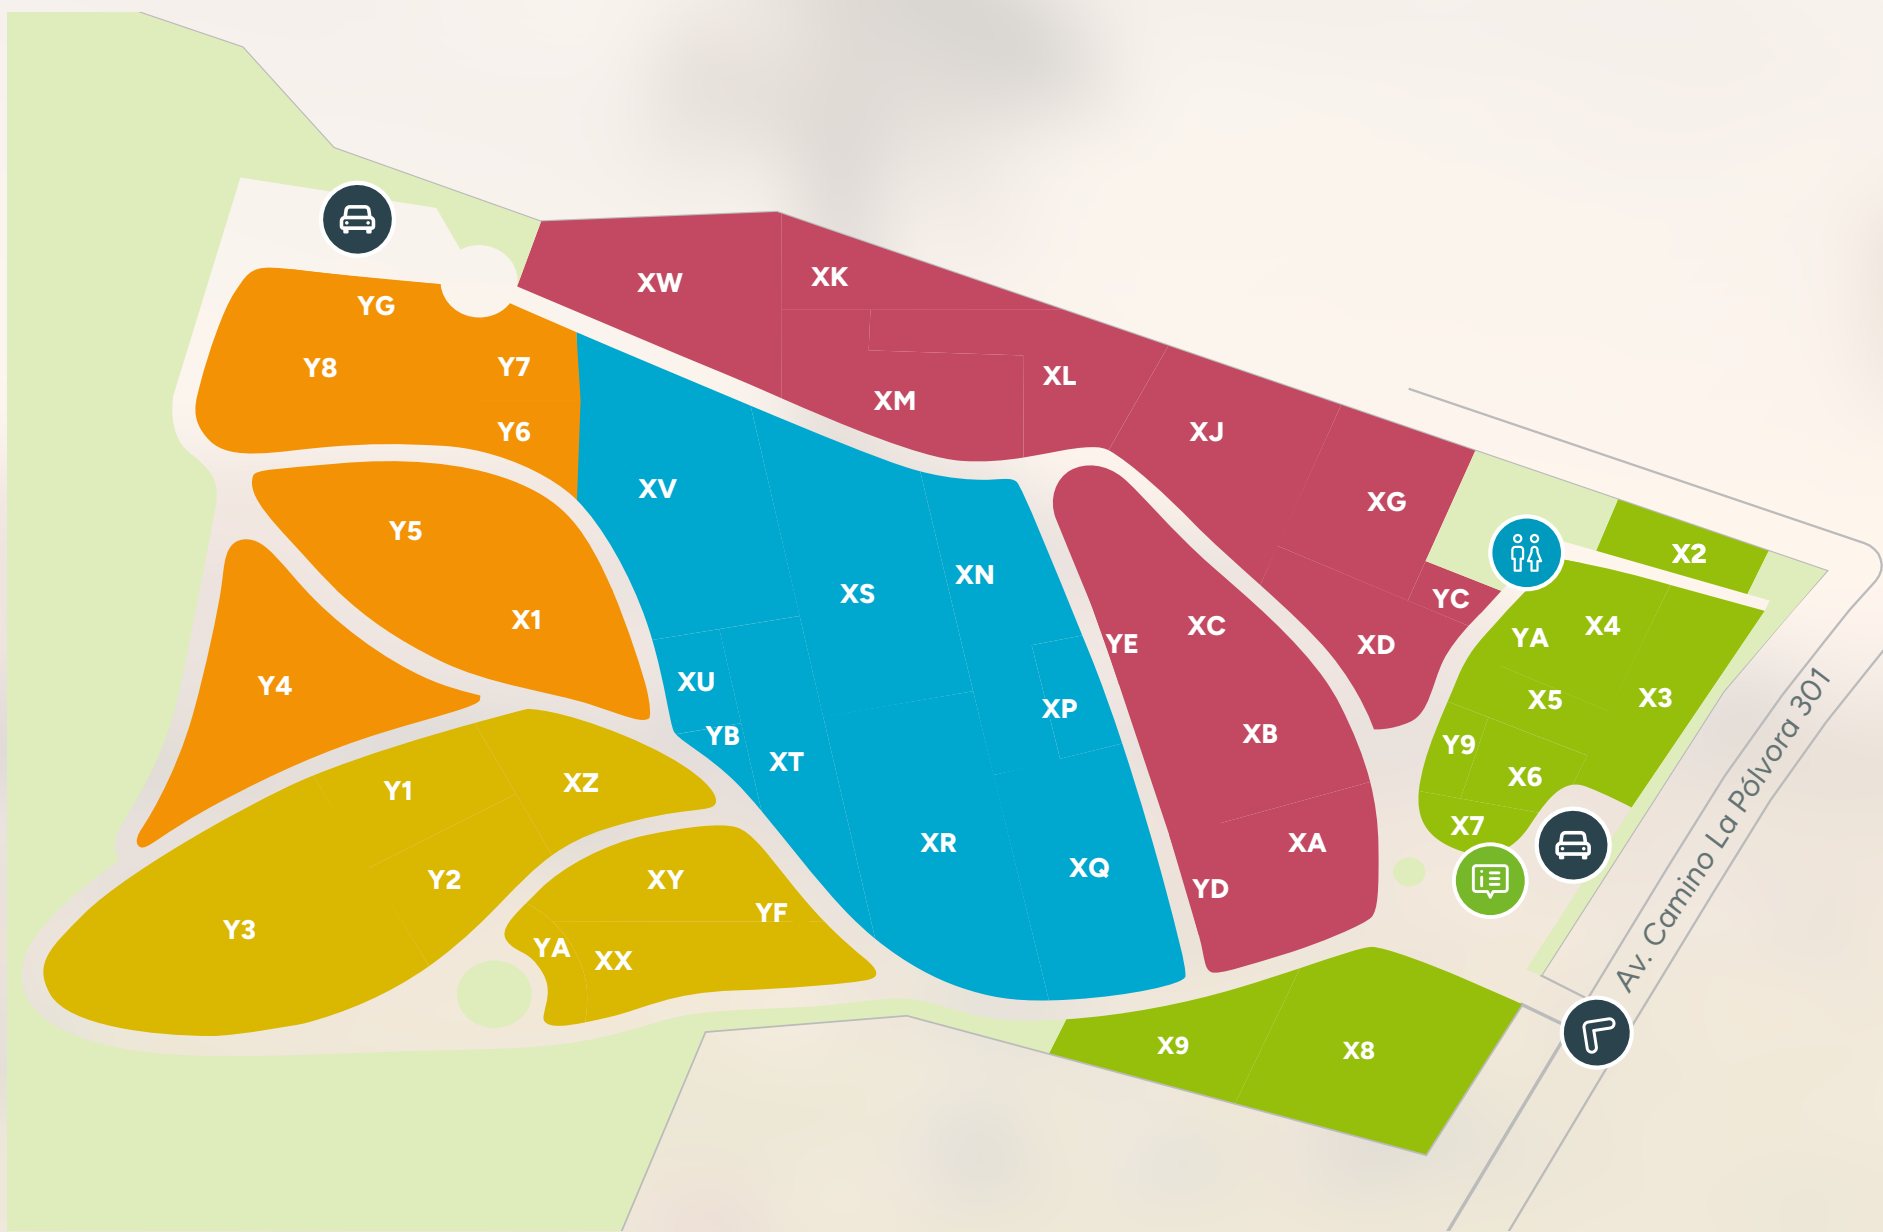 XW
XK
YG
Y8
Y7
XL
XM
Y6
XJ
XV
XG
Y5
X2
XN
XS
YC
X1
XC
X4
YA
YE
XD
XU
Y4
X3
X5
XP
YB
XB
Y9
XT
X6
XZ
Y1
X7
XR
XA
XQ
Y2
XY
YD
YF
Y3
YA
XX
X9
X8
Av. Camino La Pólvora 301